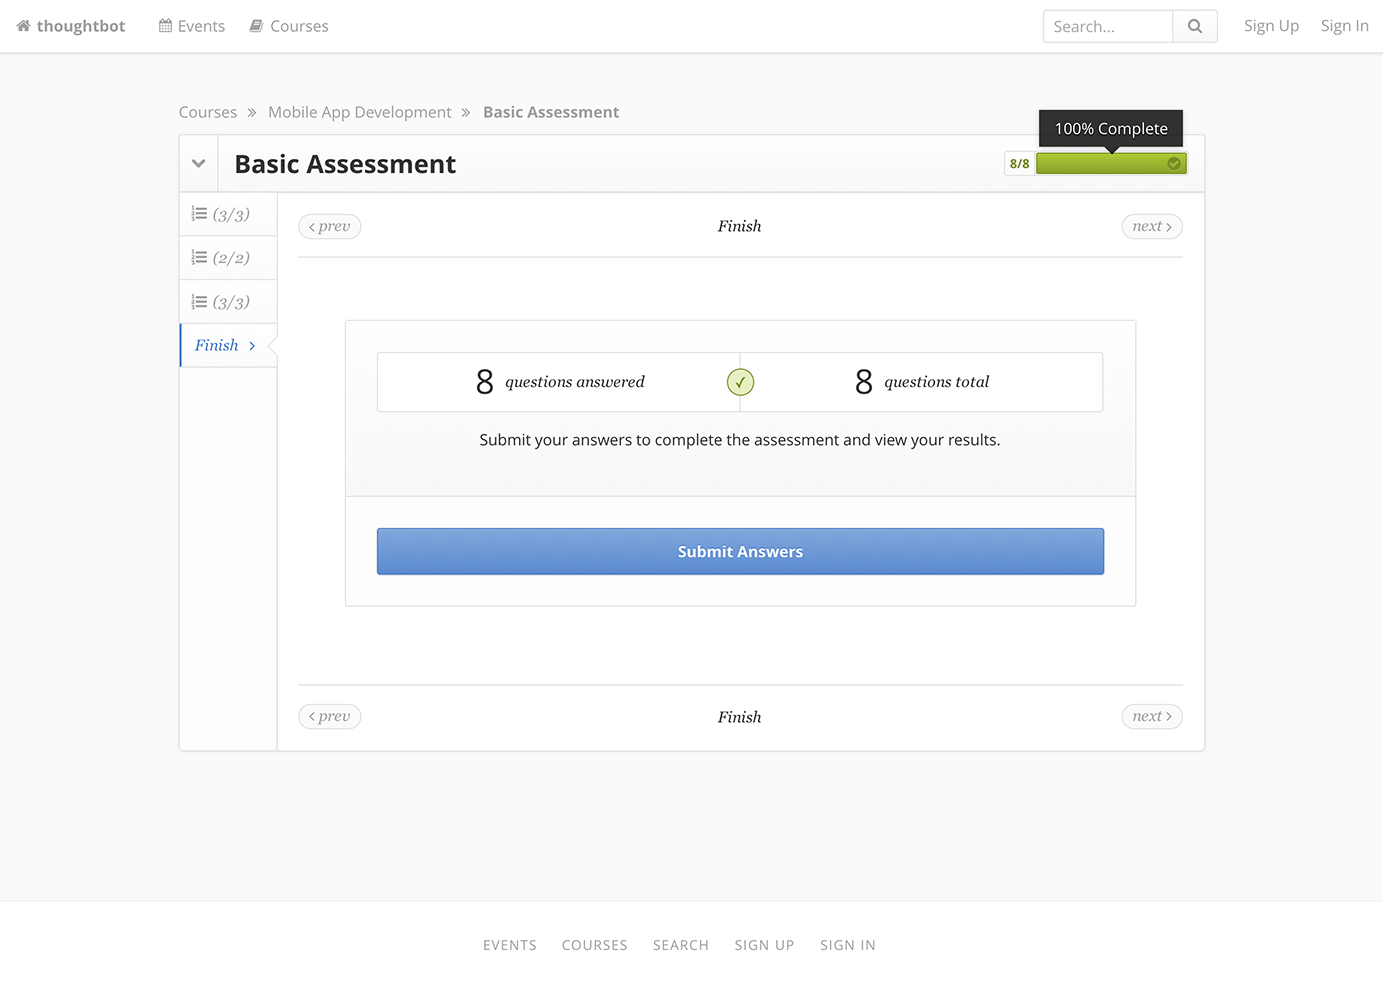 thoughtbot Events Courses Search... Sign Up Sign In
Courses » Mobile App Development » Basic Assessment
100% Complete
Basic Assessment 8/8
(3/3)
(2/2)
(3/3)
Finish >
< prev Finish next >
8 questions answered ✓ 8 questions total
Submit your answers to complete the assessment and view your results.
Submit Answers
< prev Finish next >
EVENTS COURSES SEARCH SIGN UP SIGN IN